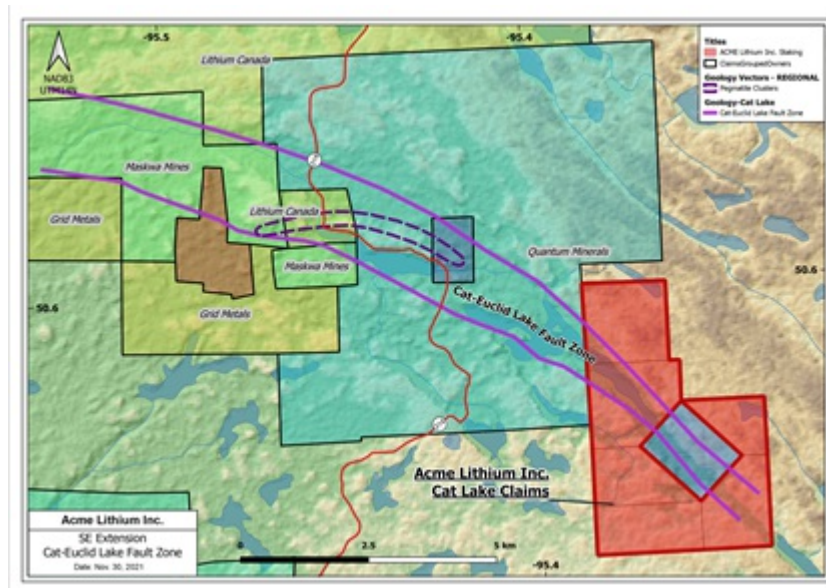 -95.5
-95.4
NAD83
UTM14N
Lithium Canada
Titles
ACME Lithium Inc. Staking
ClaimsGroupedOwners
Geology Vectors - REGIONAL
Pegmatite Clusters
Geology-Cat Lake
Cat-Euclid Lake Fault Zone
Maskwa Mines
Grid Metals
Lithium Canada
Quantum Minerals
Maskwa Mines
50.6
50.6
Grid Metals
Cat-Euclid Lake Fault Zone
Acme Lithium Inc.
Cat Lake Claims
Acme Lithium Inc.
SE Extension
Cat-Euclid Lake Fault Zone
Date: Nov. 30, 2021
0
2.5
5 km
-95.4